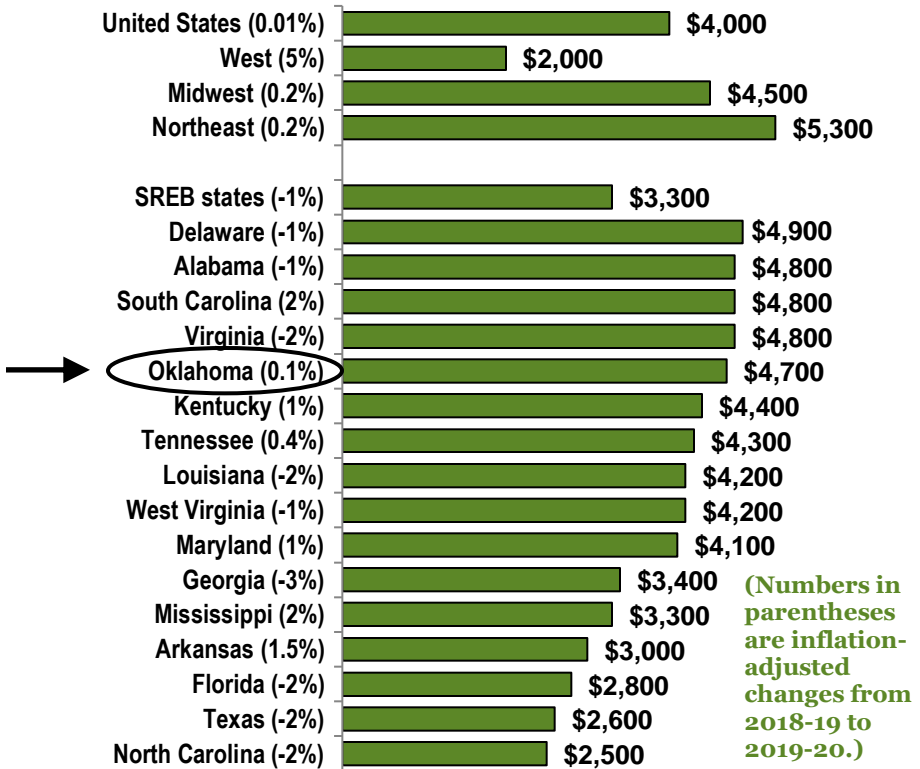 United States (0.01%) $4,000
West (5%) $2,000
Midwest (0.2%) $4,500
Northeast (0.2%) $5,300
SREB states (-1%) $3,300
Delaware (-1%) $4,900
Alabama (-1%) $4,800
South Carolina (2%) $4,800
Virginia (-2%) $4,800
Oklahoma (0.1%) $4,700
Kentucky (1%) $4,400
Tennessee (0.4%) $4,300
Louisiana (-2%) $4,200
West Virginia (-1%) $4,200
Maryland (1%) $4,100
Georgia (-3%) $3,400
Mississippi (2%) $3,300
Arkansas (1.5%) $3,000
Florida (-2%) $2,800
Texas (-2%) $2,600
North Carolina (-2%) $2,500
(Numbers in
parentheses
are inflation-
adjusted
changes from
2018-19 to
2019-20.)